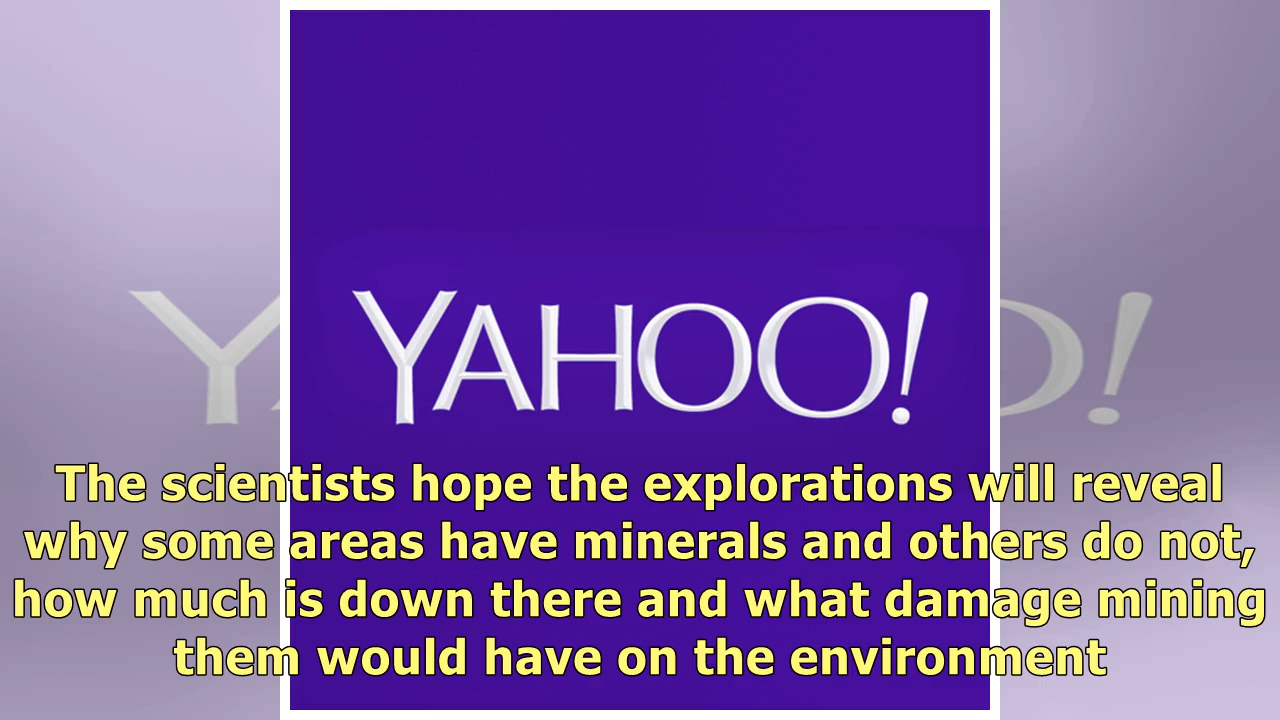 YAHOO!
The scientists hope the explorations will reveal
why some areas have minerals and others do not,
how much is down there and what damage mining
them would have on the environment